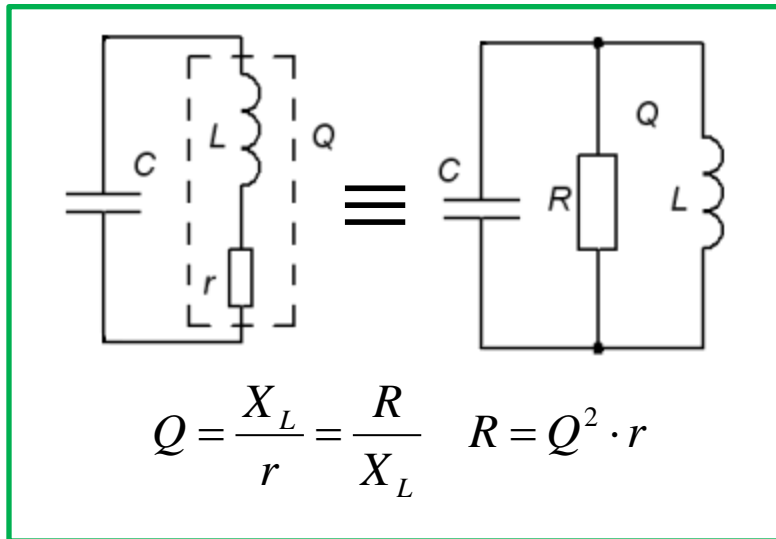 C L Q r
≡
C R Q L
Q = X_L / r = R / X_L   R = Q² · r